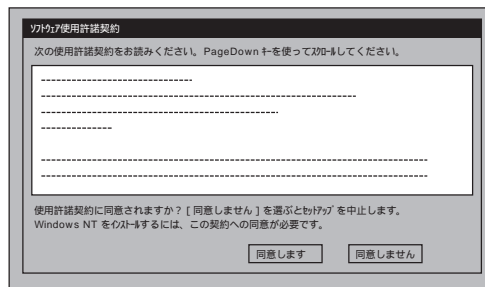 ｿﾌﾄｳｪｱ使用許諾契約
次の使用許諾契約をお読みください。PageDown ｷｰを使ってｽｸﾛｰﾙしてください。
使用許諾契約に同意されますか？ [ 同意しません ] を選ぶとｾｯﾄｱｯﾌﾟを中止します。
Windows NT をｲﾝｽﾄｰﾙするには、この契約への同意が必要です。
同意します　同意しません